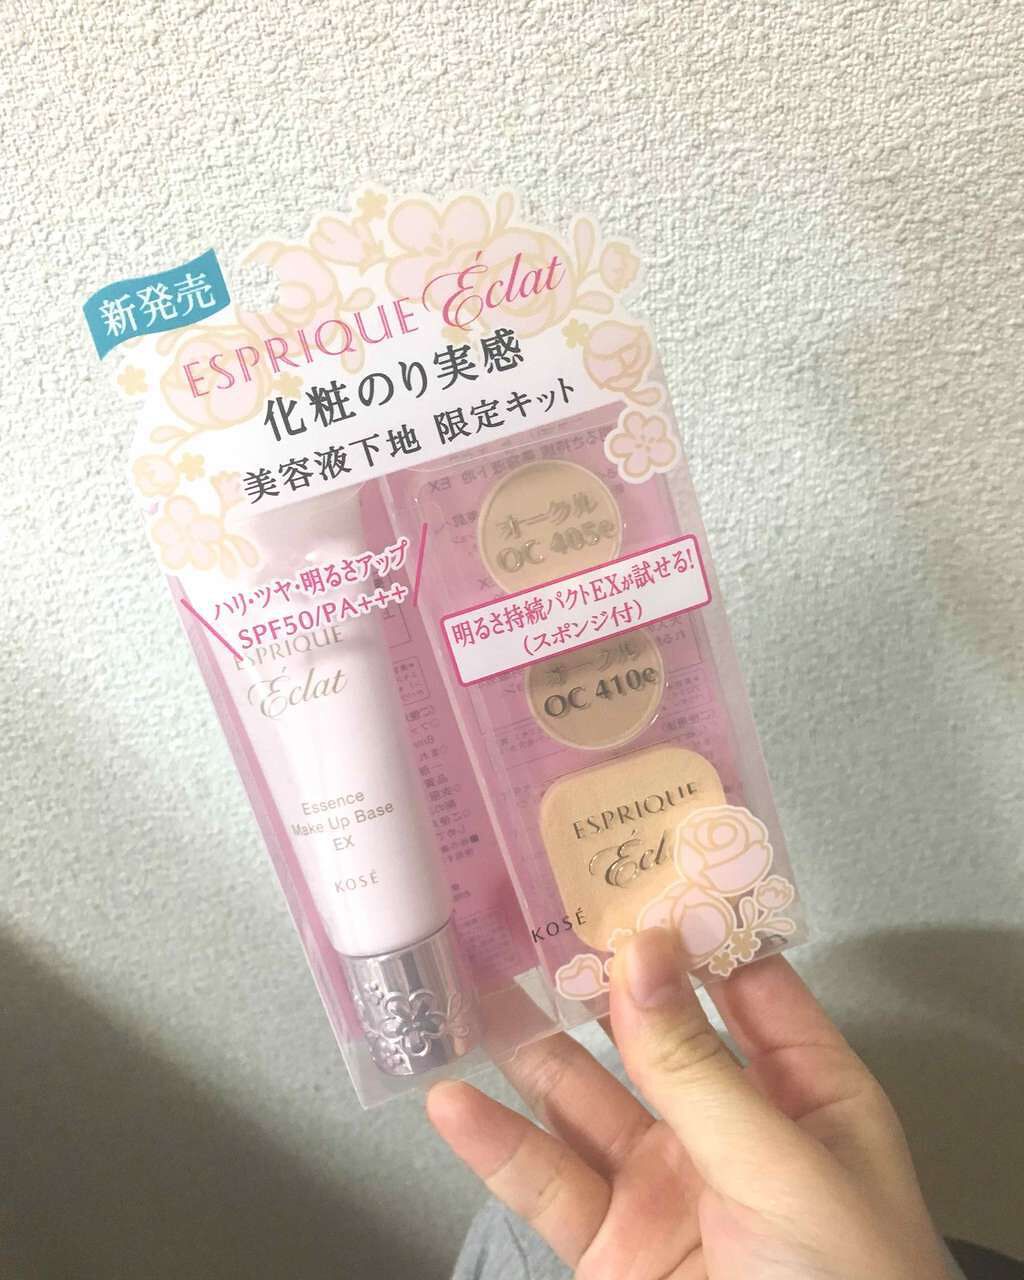 新発売
ESPRIQUE Éclat
化粧のり実感
美容液下地 限定キット
ハリ・ツヤ・明るさアップ
SPF50/PA+++
ESPRIQUE
Éclat
Essence
Make Up Base
EX
KOSÉ
オークル
OC 405e
明るさ持続パクトEXが試せる!
(スポンジ付)
オークル
OC 410e
ESPRIQUE
Écl
KOSÉ